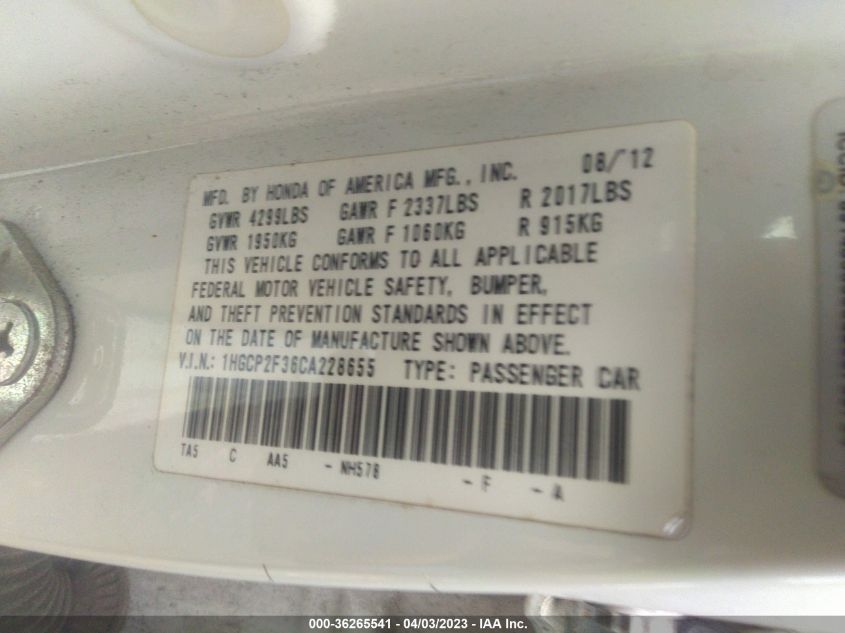 MFD. BY HONDA OF AMERICA MFG., INC. 08/12
GVWR 4299LBS GAWR F 2337LBS R 2017LBS
GVWR 1950KG GAWR F 1060KG R 915KG
THIS VEHICLE CONFORMS TO ALL APPLICABLE
FEDERAL MOTOR VEHICLE SAFETY, BUMPER,
AND THEFT PREVENTION STANDARDS IN EFFECT
ON THE DATE OF MANUFACTURE SHOWN ABOVE.
V.I.N.: 1HGCP2F36CA228655 TYPE: PASSENGER CAR
TA5 C AA5 - NH578 - F - A
000-36265541 - 04/03/2023 - IAA Inc.